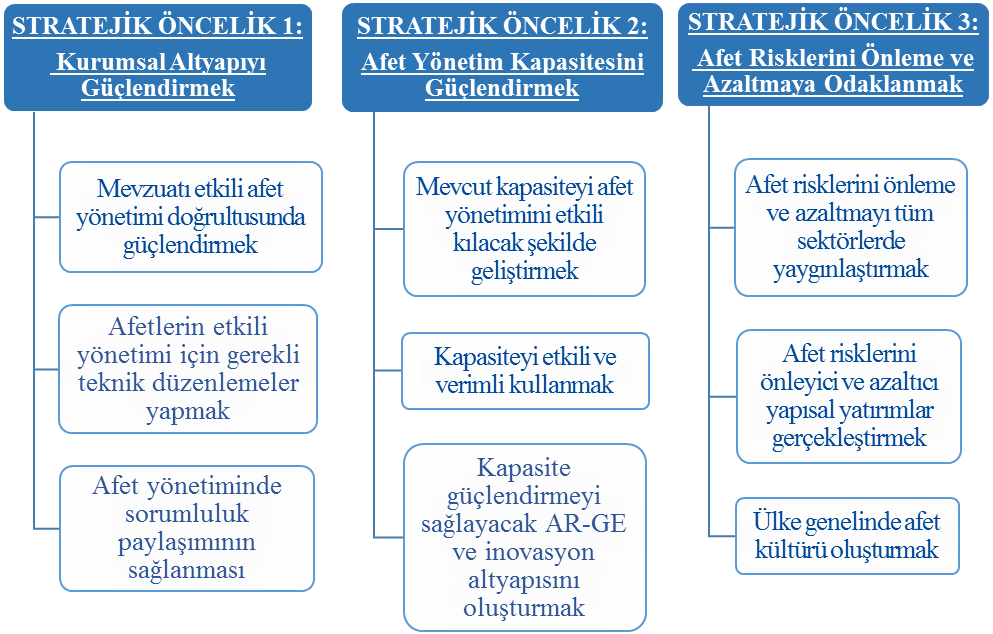 STRATEJİK ÖNCELİK 1:
Kurumsal Altyapıyı
Güçlendirmek
Mevzuatı etkili afet
yönetimi doğrultusunda
güçlendirmek
Afetlerin etkili
yönetimi için gerekli
teknik düzenlemeler
yapmak
Afet yönetiminde
sorumluluk
paylaşımının
sağlanması
STRATEJİK ÖNCELİK 2:
Afet Yönetim Kapasitesini
Güçlendirmek
Mevcut kapasiteyi afet
yönetimini etkili
kılacak şekilde
geliştirmek
Kapasiteyi etkili ve
verimli kullanmak
Kapasite
güçlendirmeyi
sağlayacak AR-GE
ve inovasyon
altyapısını
oluşturmak
STRATEJİK ÖNCELİK 3:
Afet Risklerini Önleme ve
Azaltmaya Odaklanmak
Afet risklerini önleme
ve azaltmayı tüm
sektörlerde
yaygınlaştırmak
Afet risklerini
önleyici ve azaltıcı
yapısal yatırımlar
gerçekleştirmek
Ülke genelinde afet
kültürü oluşturmak